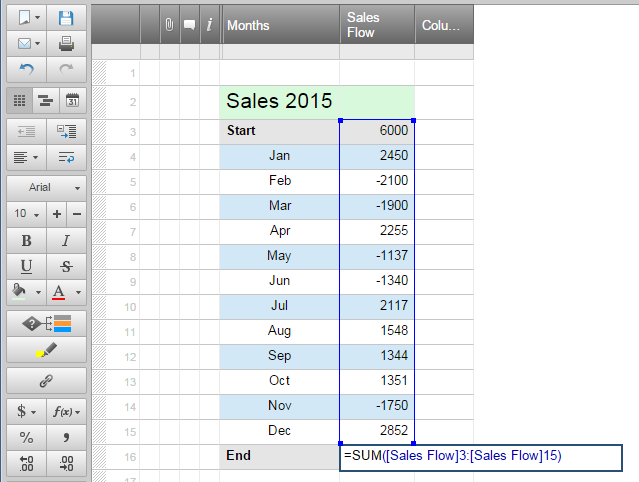 Months Sales Flow Colu...
31
1
2 Sales 2015
3 Start 6000
4 Jan 2450
5 Feb -2100
6 Mar -1900
Arial
7 Apr 2255
10 + −
8 May -1137
B I
9 Jun -1340
U S
10 Jul 2117
A
11 Aug 1548
12 Sep 1344
13 Oct 1351
14 Nov -1750
$ f(x)
15 Dec 2852
% ,
16 End =SUM([Sales Flow]3:[Sales Flow]15)
.00 .00
.0 .0
17